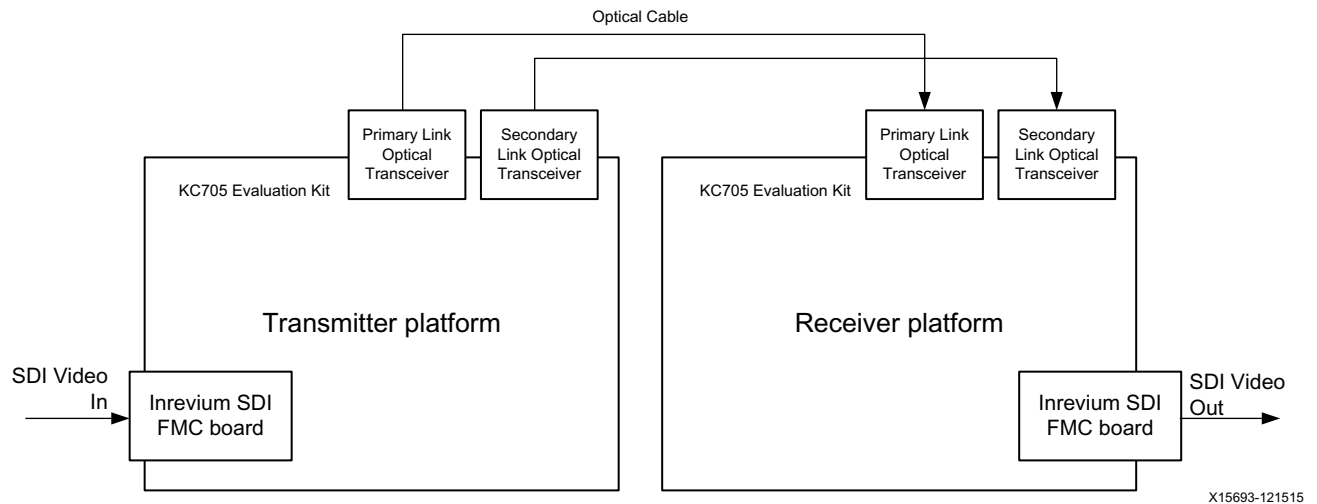 Optical Cable
Primary Link
Optical
Transceiver
Secondary
Link Optical
Transceiver
KC705 Evaluation Kit
Transmitter platform
SDI Video
In
Inrevium SDI
FMC board
Primary Link
Optical
Transceiver
Secondary
Link Optical
Transceiver
KC705 Evaluation Kit
Receiver platform
Inrevium SDI
FMC board
SDI Video
Out
X15693-121515